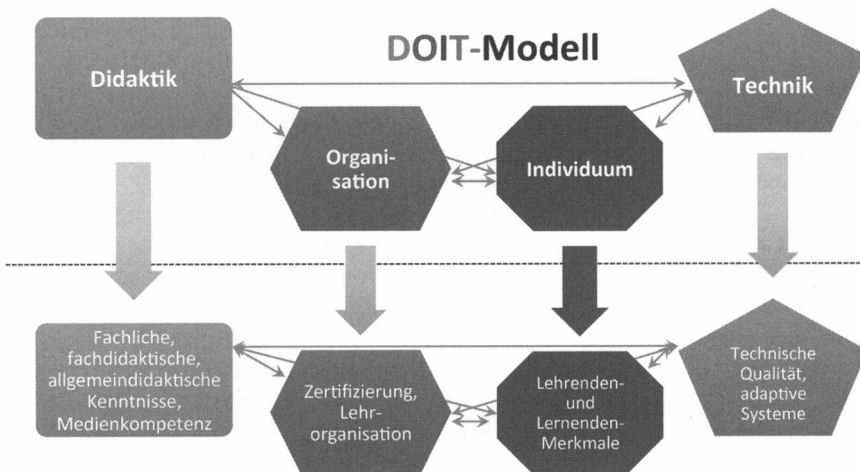 DOIT-Modell
Didaktik
Organi-
sation
Individuum
Technik
Fachliche,
fachdidaktische,
allgemeindidaktische
Kenntnisse,
Medienkompetenz
Zertifizierung,
Lehr-
organisation
Lehrenden-
und
Lernenden-
Merkmale
Technische
Qualität,
adaptive
Systeme